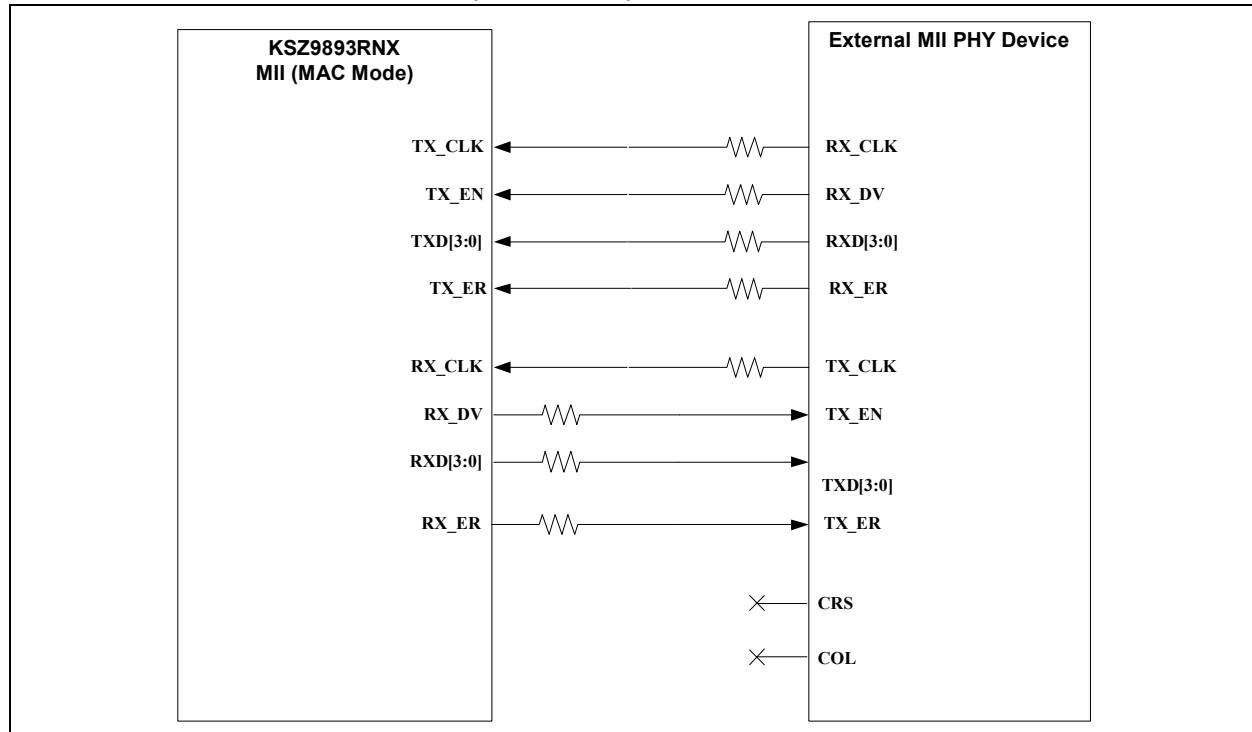 KSZ9893RNX
MII (MAC Mode)
External MII PHY Device
TX_CLK
RX_CLK
TX_EN
RX_DV
TXD[3:0]
RXD[3:0]
TX_ER
RX_ER
RX_CLK
TX_CLK
RX_DV
TX_EN
RXD[3:0]
TXD[3:0]
RX_ER
TX_ER
CRS
COL